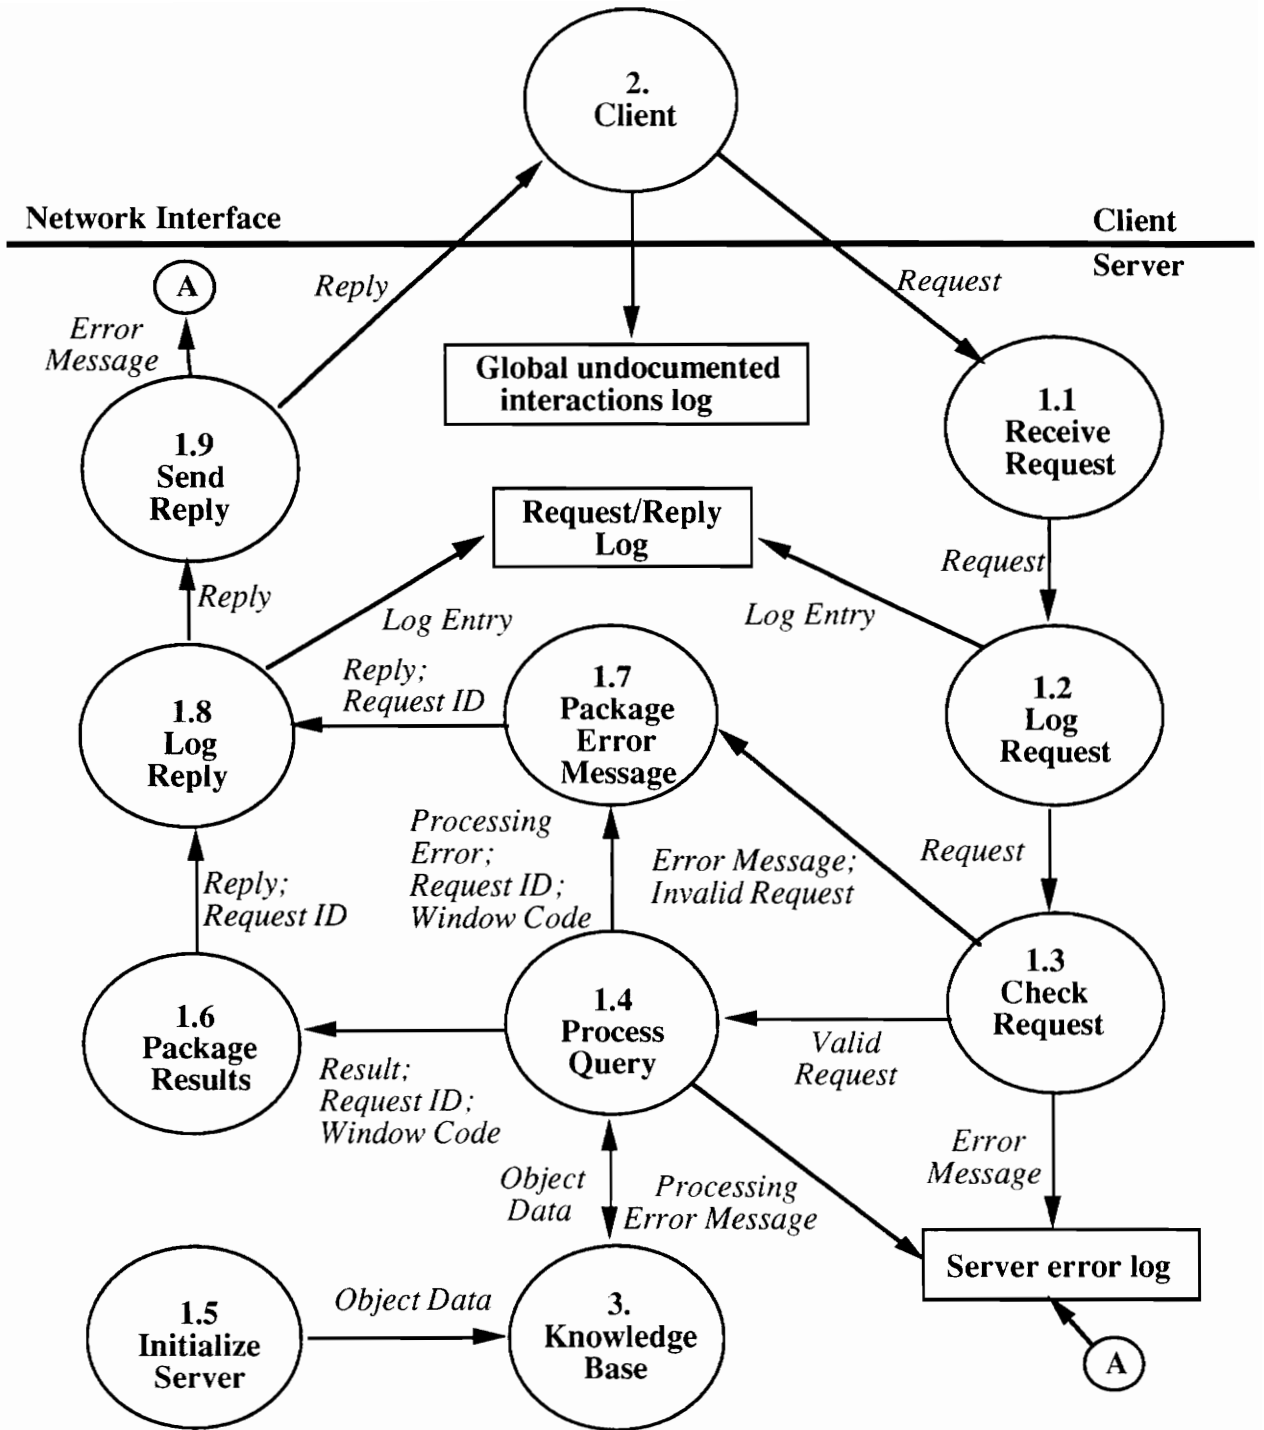 2.
Client
Network Interface
Client
Server
A
Reply
Request
Error
Message
Global undocumented
interactions log
1.1
Receive
Request
1.9
Send
Reply
Request/Reply
Log
Request
Reply
Log Entry
Log Entry
Reply;
Request ID
1.7
Package
Error
Message
1.2
Log
Request
1.8
Log
Reply
Processing
Error;
Request ID;
Window Code
Error Message;
Invalid Request
Request
Reply;
Request ID
1.3
Check
Request
1.4
Process
Query
1.6
Package
Results
Valid
Request
Result;
Request ID;
Window Code
Error
Message
Object
Data
Processing
Error Message
Server error log
1.5
Initialize
Server
Object Data
3.
Knowledge
Base
A